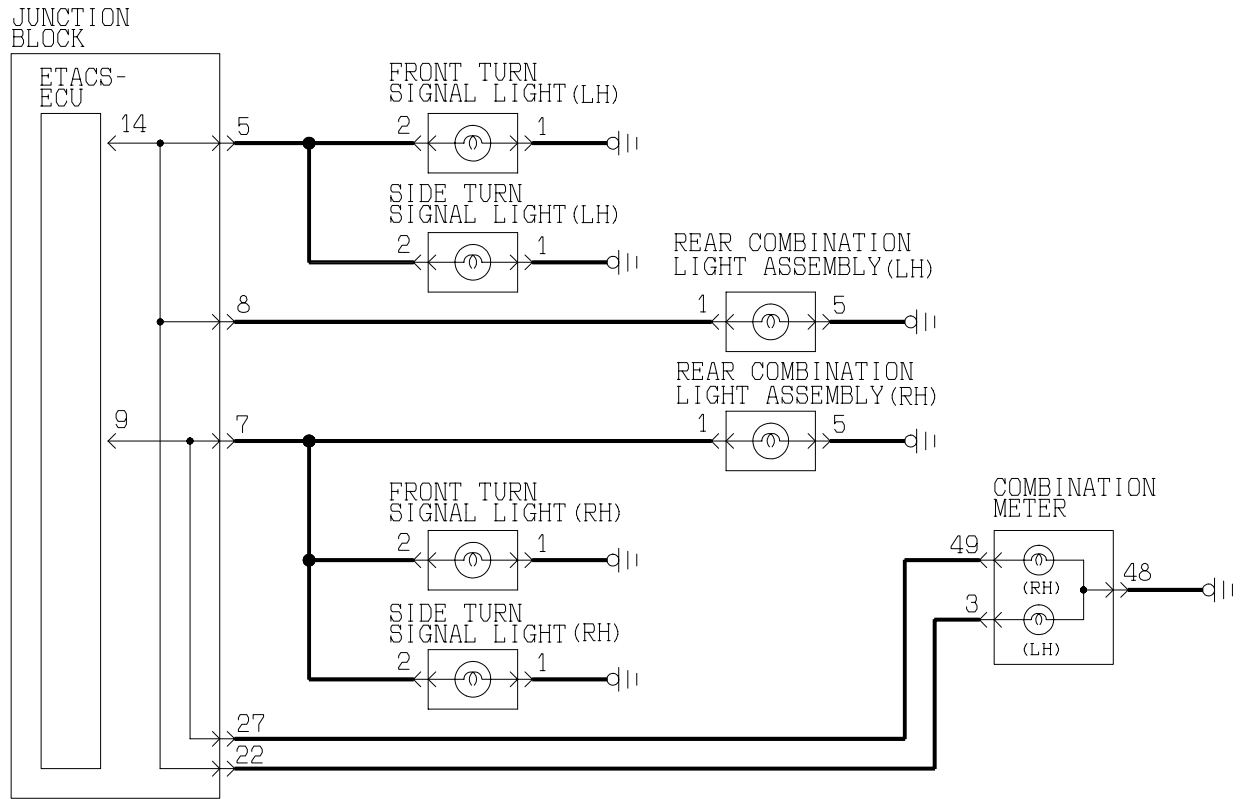 JUNCTION
BLOCK
ETACS-
ECU
14
5
FRONT TURN
SIGNAL LIGHT(LH)
2
1
SIDE TURN
SIGNAL LIGHT(LH)
2
1
8
REAR COMBINATION
LIGHT ASSEMBLY(LH)
1
5
REAR COMBINATION
LIGHT ASSEMBLY(RH)
9
7
1
5
FRONT TURN
SIGNAL LIGHT(RH)
2
1
COMBINATION
METER
49
(RH)
48
3
(LH)
SIDE TURN
SIGNAL LIGHT(RH)
2
1
27
22